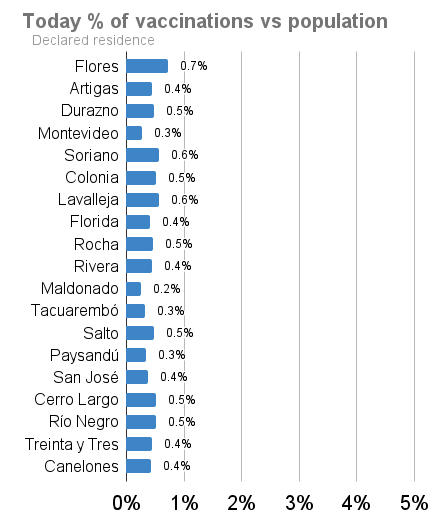 Today % of vaccinations vs population
Declared residence
Flores 0.7%
Artigas 0.4%
Durazno 0.5%
Montevideo 0.3%
Soriano 0.6%
Colonia 0.5%
Lavalleja 0.6%
Florida 0.4%
Rocha 0.5%
Rivera 0.4%
Maldonado 0.2%
Tacuarembó 0.3%
Salto 0.5%
Paysandú 0.3%
San José 0.4%
Cerro Largo 0.5%
Río Negro 0.5%
Treinta y Tres 0.4%
Canelones 0.4%
0% 1% 2% 3% 4% 5%